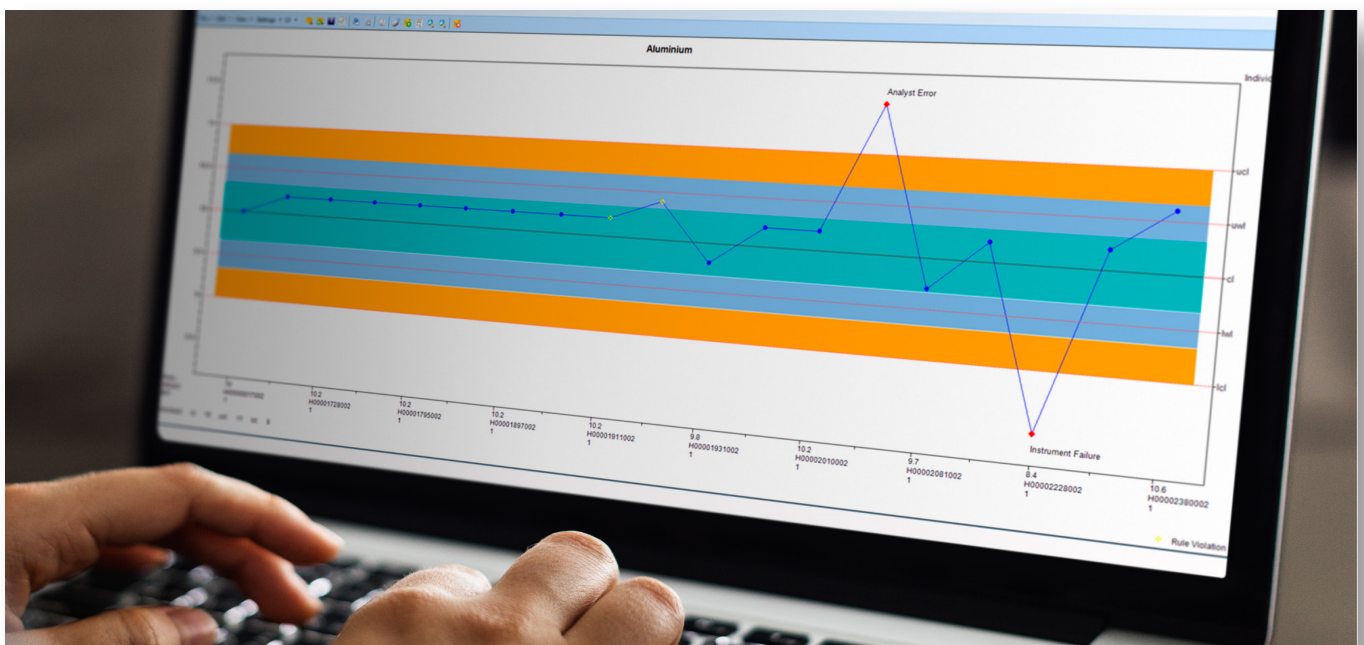 Settings
Aluminium
Individ
Analyst Error
ucl
uwl
cl
lwl
lcl
Instrument Failure
10.2
H00001728002
1
10.2
H00001795002
1
10.2
H00001897002
1
10.2
H00001911002
1
9.8
H00001931002
1
10.2
H00002010002
1
9.7
H00002081002
1
8.4
H00002228002
1
10.6
H00002380002
1
Rule Violation